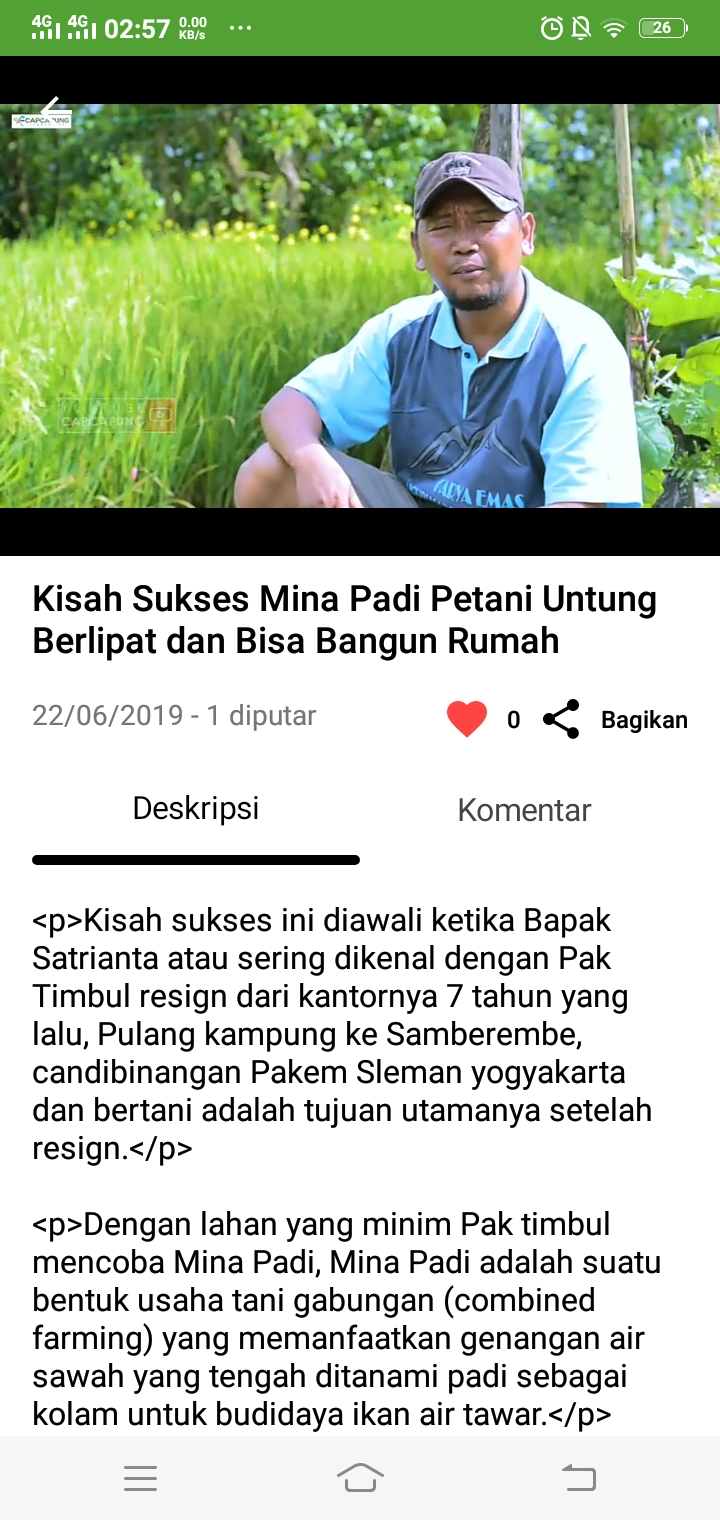 4G 4G 02:57 0.00 KB/s ... 26
CAPCAPUNG
YOUTUBE
CAPCAPUNG
KARYA EMAS
Kisah Sukses Mina Padi Petani Untung
Berlipat dan Bisa Bangun Rumah
22/06/2019 - 1 diputar 0 Bagikan
Deskripsi Komentar
<p>Kisah sukses ini diawali ketika Bapak
Satrianta atau sering dikenal dengan Pak
Timbul resign dari kantornya 7 tahun yang
lalu, Pulang kampung ke Samberembe,
candibinangan Pakem Sleman yogyakarta
dan bertani adalah tujuan utamanya setelah
resign.</p>
<p>Dengan lahan yang minim Pak timbul
mencoba Mina Padi, Mina Padi adalah suatu
bentuk usaha tani gabungan (combined
farming) yang memanfaatkan genangan air
sawah yang tengah ditanami padi sebagai
kolam untuk budidaya ikan air tawar.</p>